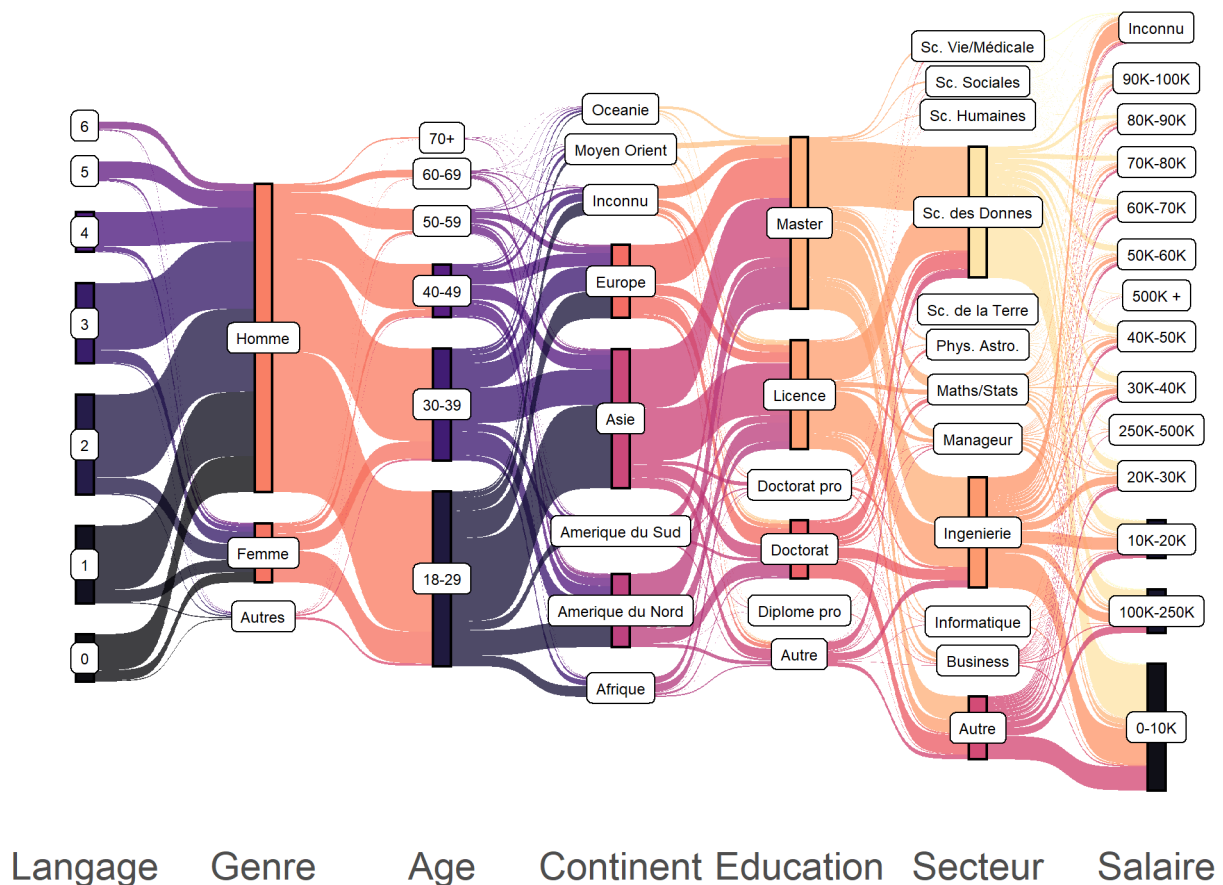 6
5
4
3
2
1
0
Homme
Femme
Autres
70+
60-69
50-59
40-49
30-39
18-29
Oceanie
Moyen Orient
Inconnu
Europe
Asie
Amerique du Sud
Amerique du Nord
Afrique
Master
Licence
Doctorat pro
Doctorat
Diplome pro
Autre
Sc. Vie/Médicale
Sc. Sociales
Sc. Humaines
Sc. des Donnes
Sc. de la Terre
Phys. Astro.
Maths/Stats
Manageur
Ingenierie
Informatique
Business
Autre
Inconnu
90K-100K
80K-90K
70K-80K
60K-70K
50K-60K
500K +
40K-50K
30K-40K
250K-500K
20K-30K
10K-20K
100K-250K
0-10K
Langage Genre Age Continent Education Secteur Salaire